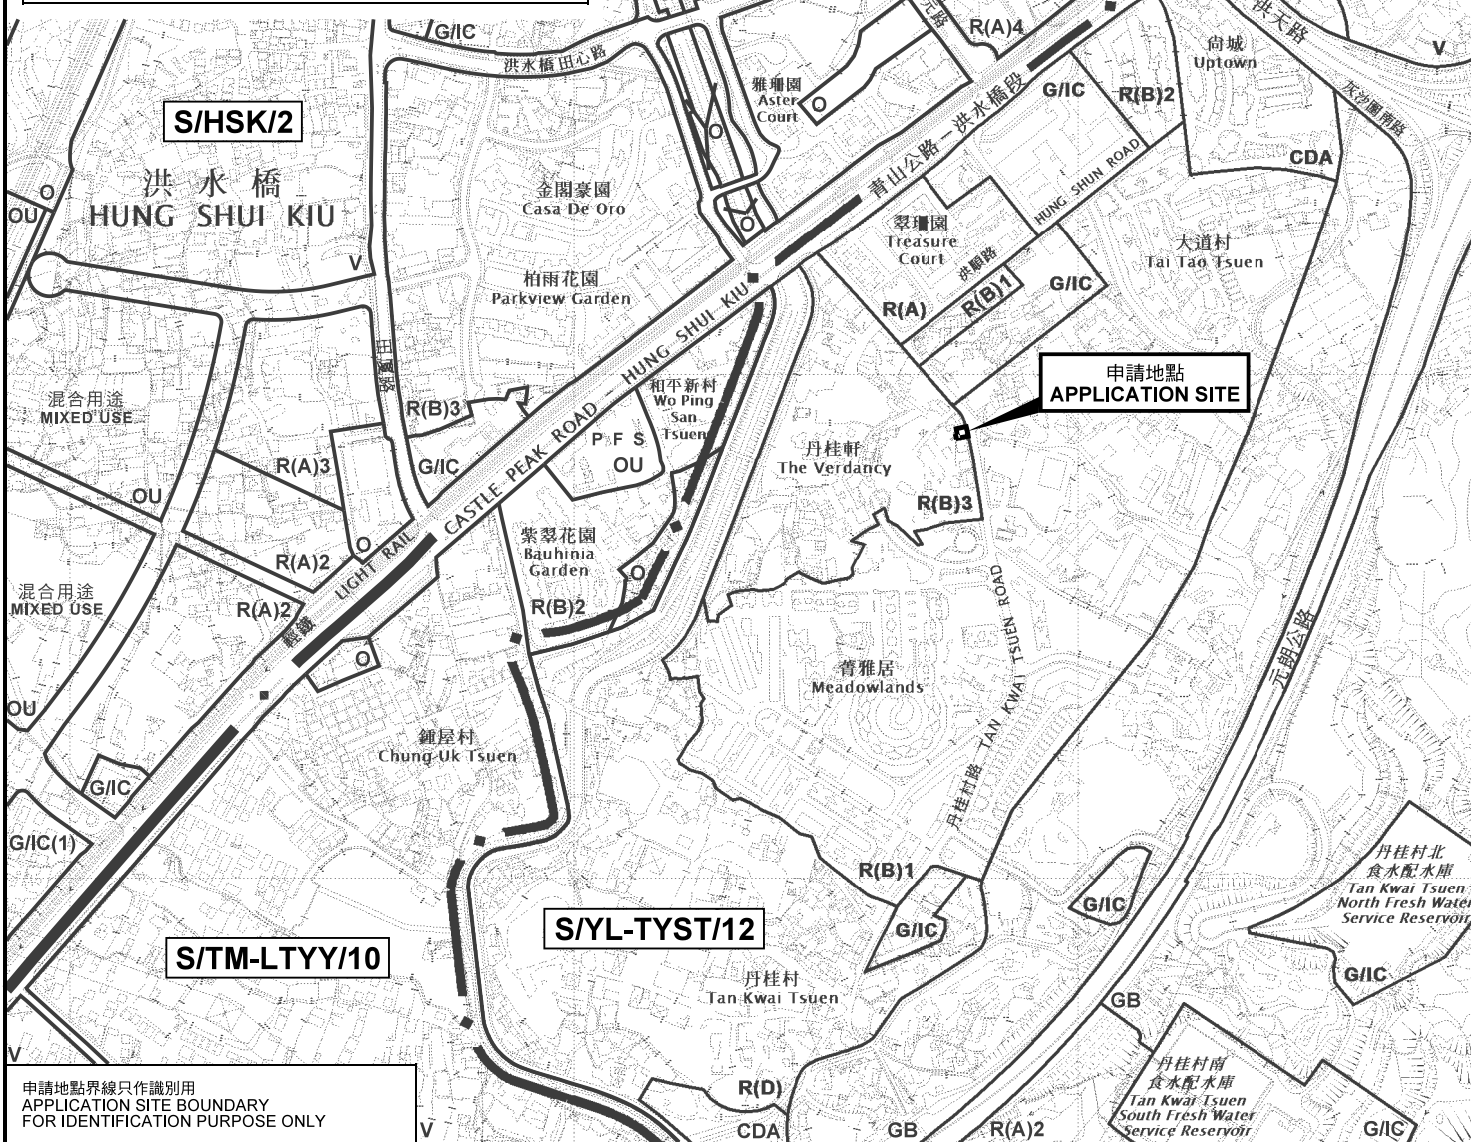 G/IC
洪水橋田心路
元路
R(A)4
洪天路
V
尚城
Uptown
S/HSK/2
雅珊園
Aster
Court
O
O
G/IC
R(B)2
灰沙圍南路
CDA
洪水橋
HUNG SHUI KIU
O
OU
金閣豪園
Casa De Oro
青山公路－洪水橋段
HUNG SHUN ROAD
洪順路
翠珊園
Treasure
Court
O
大道村
Tai Tao Tsuen
V
柏雨花園
Parkview Garden
G/IC
R(B)1
R(A)
CASTLE PEAK ROAD – HUNG SHUI KIU
田廈路
申請地點
APPLICATION SITE
混合用途
MIXED USE
R(B)3
和平新村
Wo Ping
San
Tsuen
P F S
OU
R(A)3
G/IC
丹桂軒
The Verdancy
R(B)3
OU
紫翠花園
Bauhinia
Garden
O
O
R(A)2
LIGHT RAIL
輕鐵
混合用途
MIXED USE
R(A)2
R(B)2
丹桂村路 TAN KWAI TSUEN ROAD
元朗公路
O
菁雅居
Meadowlands
OU
鍾屋村
Chung Uk Tsuen
G/IC
G/IC(1)
R(B)1
G/IC
G/IC
丹桂村北
食水配水庫
Tan Kwai Tsuen
North Fresh Water
Service Reservoir
G/IC
S/YL-TYST/12
S/TM-LTYY/10
丹桂村
Tan Kwai Tsuen
GB
V
丹桂村南
食水配水庫
Tan Kwai Tsuen
South Fresh Water
Service Reservoir
R(D)
申請地點界線只作識別用
APPLICATION SITE BOUNDARY
FOR IDENTIFICATION PURPOSE ONLY
V
CDA
GB
R(A)2
G/IC